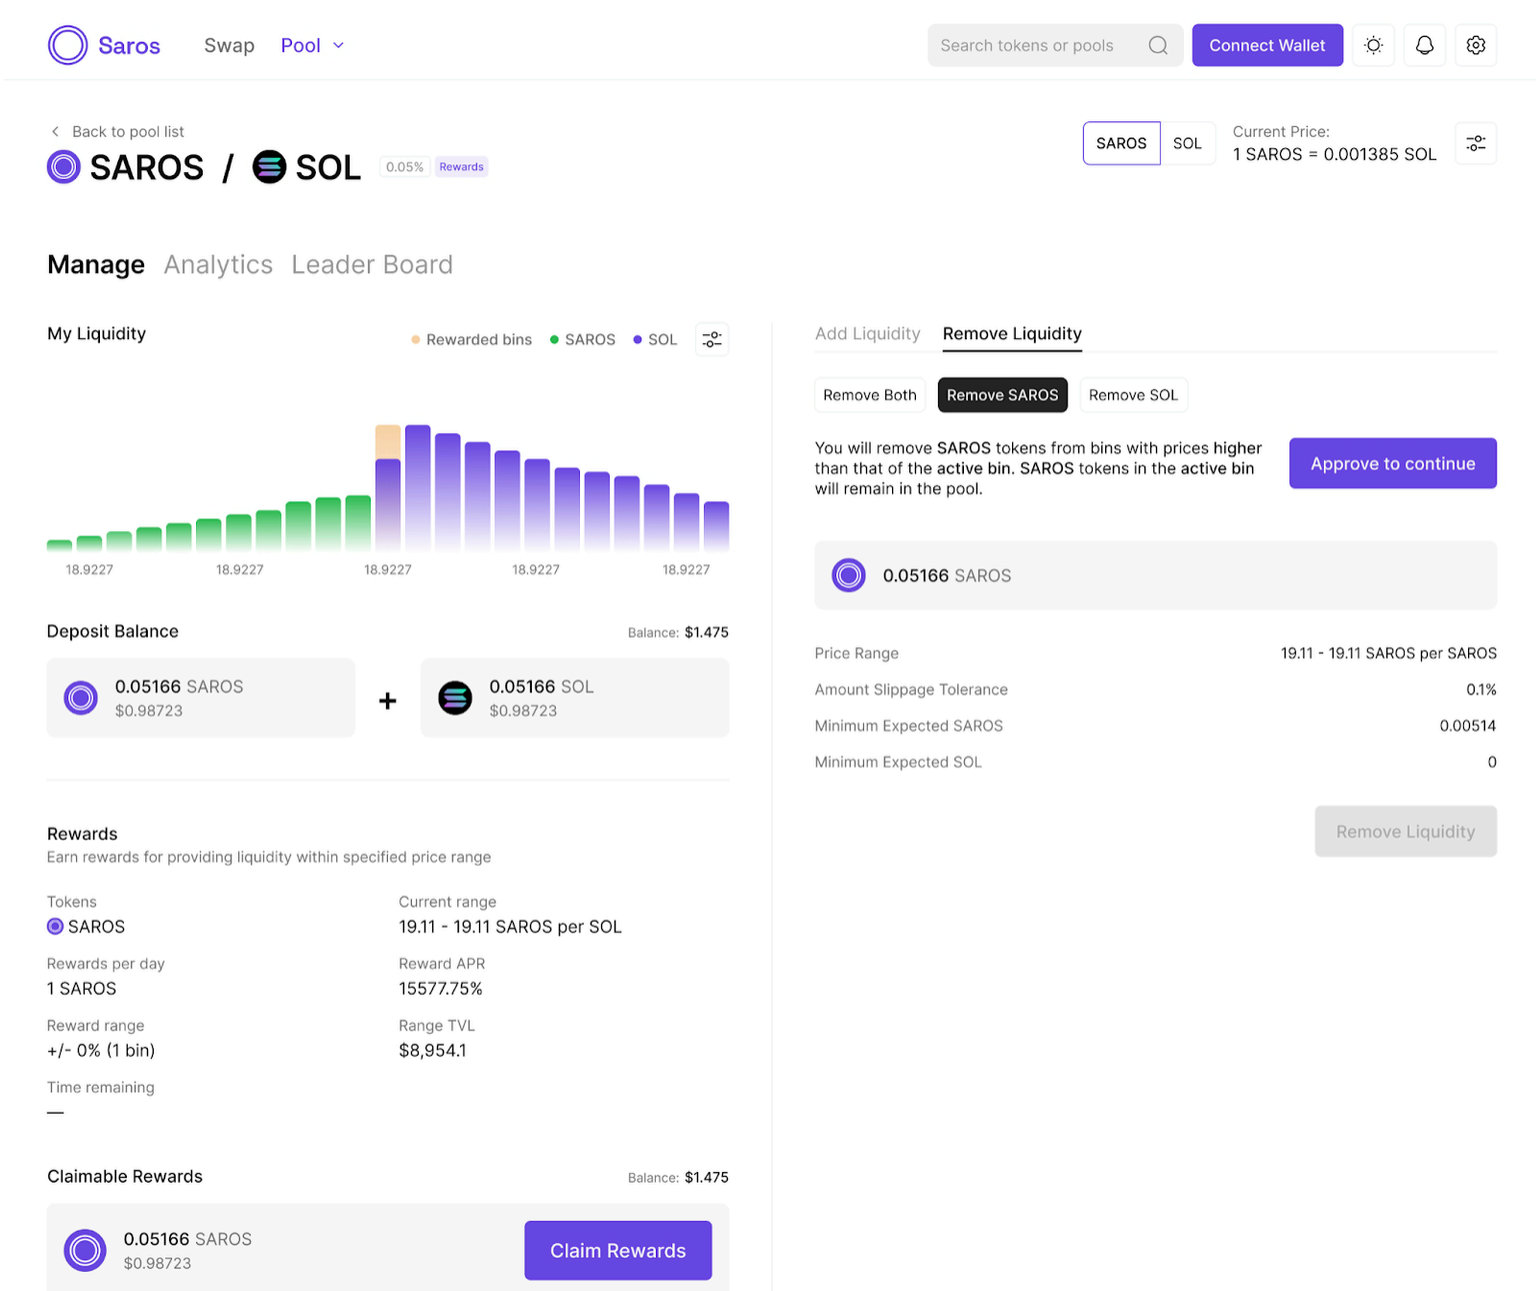 Saros
Swap
Pool
Search tokens or pools
Connect Wallet
Back to pool list
SAROS / SOL
0.05%
Rewards
SAROS
SOL
Current Price:
1 SAROS = 0.001385 SOL
Manage
Analytics
Leader Board
My Liquidity
Rewarded bins
SAROS
SOL
18.9227
18.9227
18.9227
18.9227
18.9227
Deposit Balance
Balance: $1.475
0.05166 SAROS
$0.98723
+
0.05166 SOL
$0.98723
Rewards
Earn rewards for providing liquidity within specified price range
Tokens
SAROS
Current range
19.11 - 19.11 SAROS per SOL
Rewards per day
1 SAROS
Reward APR
15577.75%
Reward range
+/- 0% (1 bin)
Range TVL
$8,954.1
Time remaining
—
Claimable Rewards
Balance: $1.475
0.05166 SAROS
$0.98723
Claim Rewards
Add Liquidity
Remove Liquidity
Remove Both
Remove SAROS
Remove SOL
You will remove SAROS tokens from bins with prices higher
than that of the active bin. SAROS tokens in the active bin
will remain in the pool.
Approve to continue
0.05166 SAROS
Price Range
19.11 - 19.11 SAROS per SAROS
Amount Slippage Tolerance
0.1%
Minimum Expected SAROS
0.00514
Minimum Expected SOL
0
Remove Liquidity